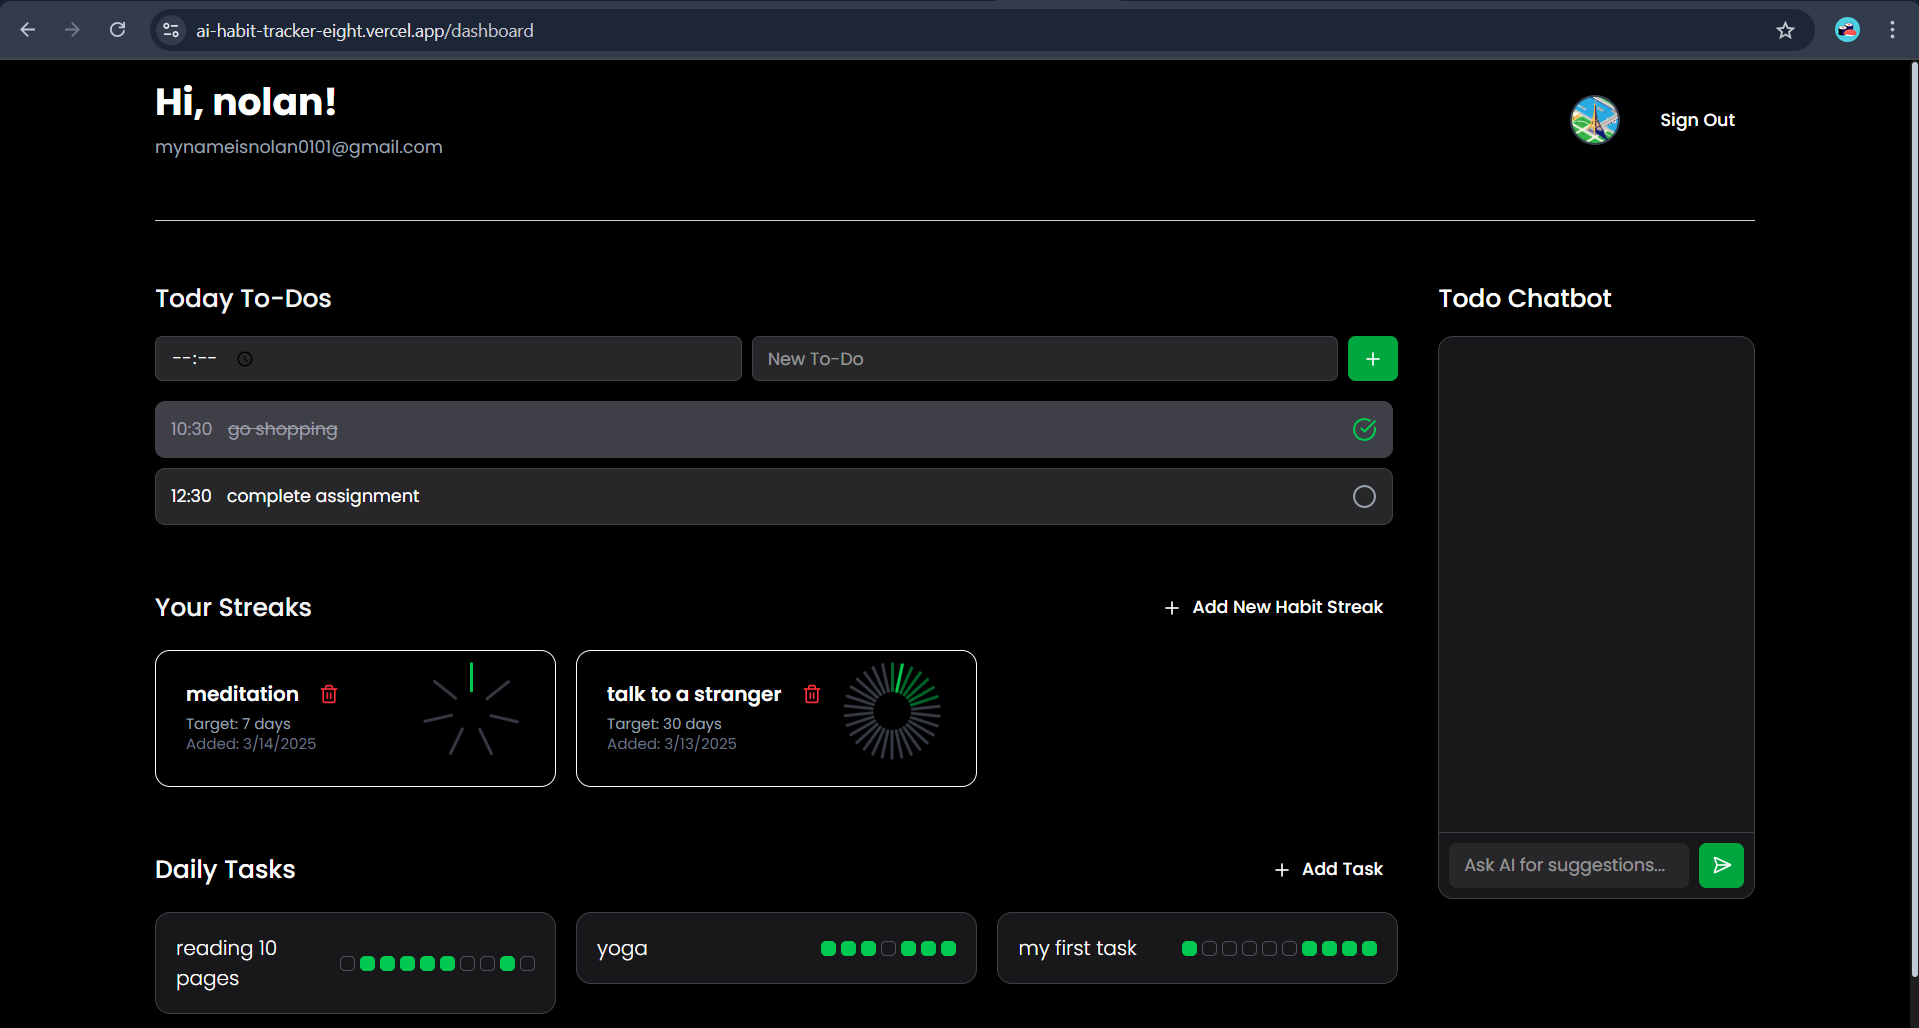 ai-habit-tracker-eight.vercel.app/dashboard
Hi, nolan!
mynameisnolan0101@gmail.com
Sign Out
Today To-Dos
--:--
New To-Do
10:30 go shopping
12:30 complete assignment
Your Streaks
Add New Habit Streak
meditation
Target: 7 days
Added: 3/14/2025
talk to a stranger
Target: 30 days
Added: 3/13/2025
Daily Tasks
Add Task
reading 10
pages
yoga
my first task
Todo Chatbot
Ask AI for suggestions...